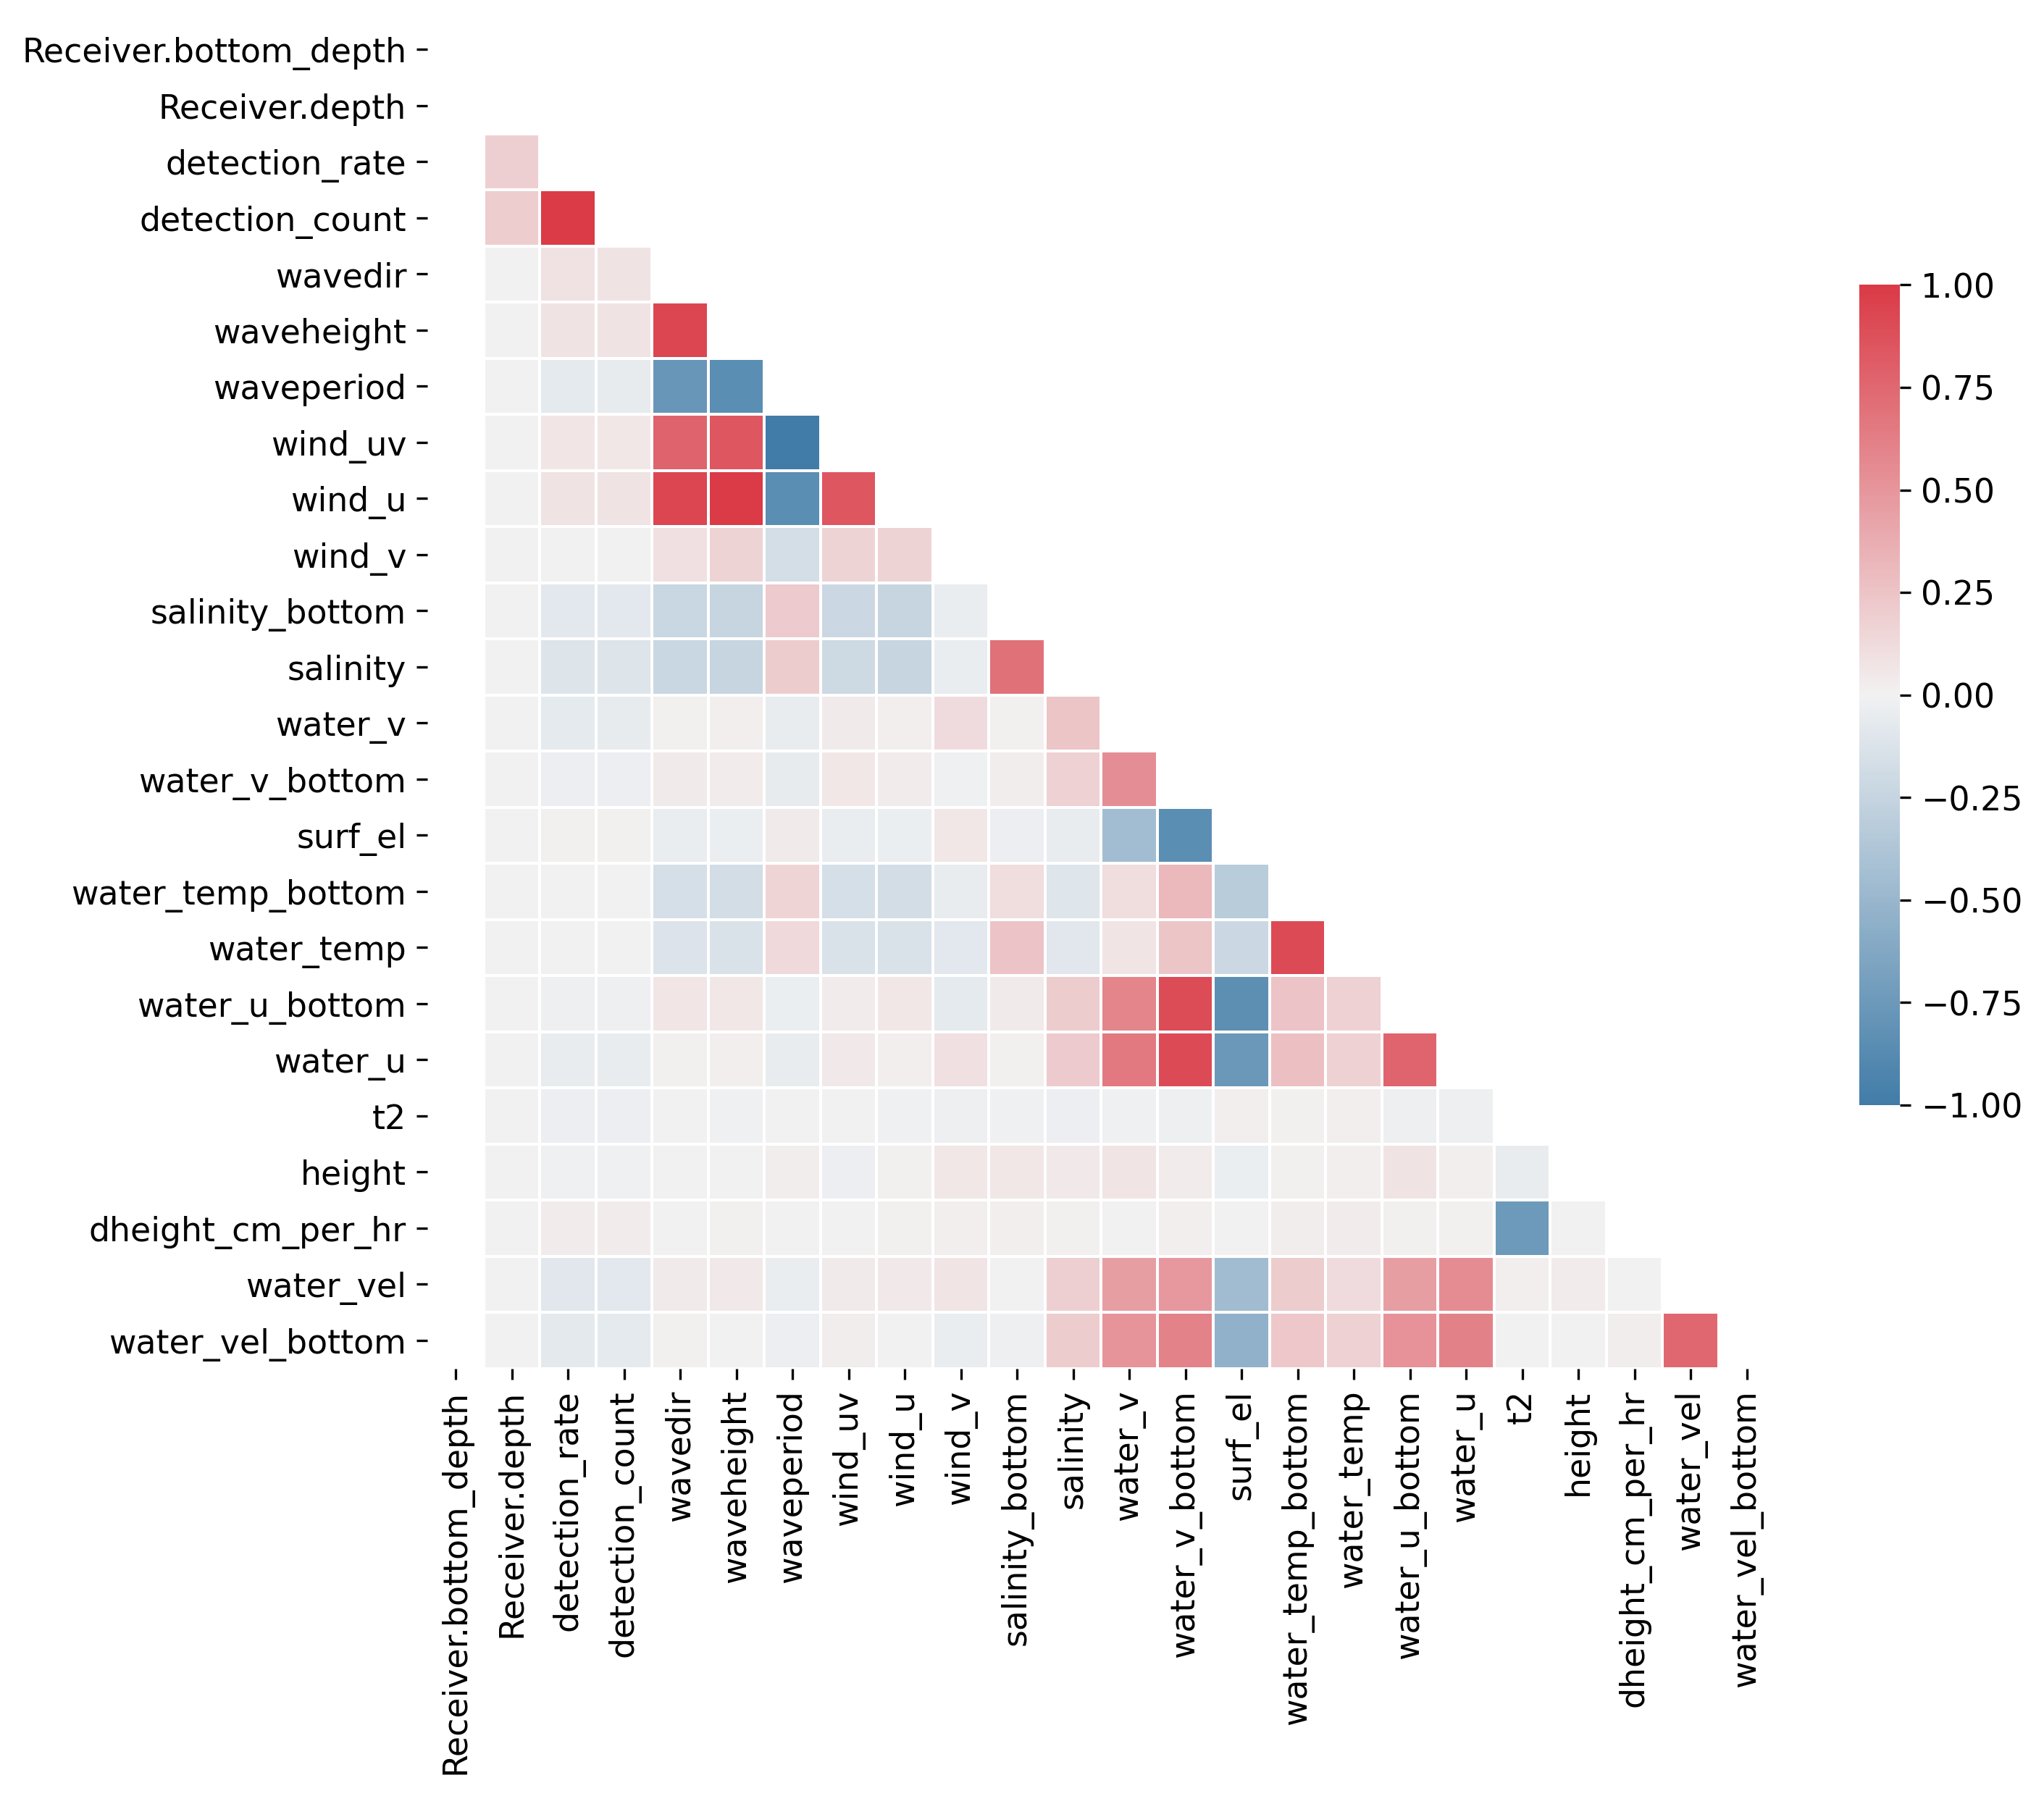 Receiver.bottom_depth
Receiver.depth
detection_rate
detection_count
wavedir
waveheight
waveperiod
wind_uv
wind_u
wind_v
salinity_bottom
salinity
water_v
water_v_bottom
surf_el
water_temp_bottom
water_temp
water_u_bottom
water_u
t2
height
dheight_cm_per_hr
water_vel
water_vel_bottom
Receiver.bottom_depth
Receiver.depth
detection_rate
detection_count
wavedir
waveheight
waveperiod
wind_uv
wind_u
wind_v
salinity_bottom
salinity
water_v
water_v_bottom
surf_el
water_temp_bottom
water_temp
water_u_bottom
water_u
t2
height
dheight_cm_per_hr
water_vel
water_vel_bottom
1.00
0.75
0.50
0.25
0.00
−0.25
−0.50
−0.75
−1.00